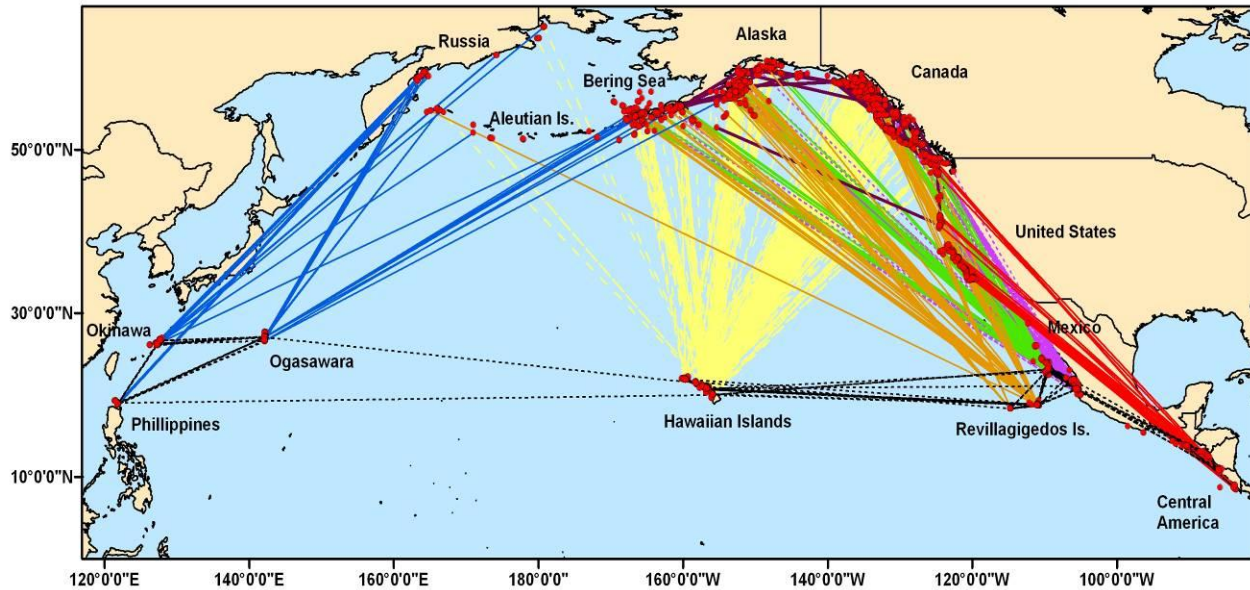 Alaska
Russia
Canada
Bering Sea
Aleutian Is.
50°0'0"N
United States
30°0'0"N
Okinawa
Mexico
Ogasawara
Phillippines
Hawaiian Islands
Revillagigedos Is.
10°0'0"N
Central
America
120°0'0"E
140°0'0"E
160°0'0"E
180°0'0"
160°0'0"W
140°0'0"W
120°0'0"W
100°0'0"W